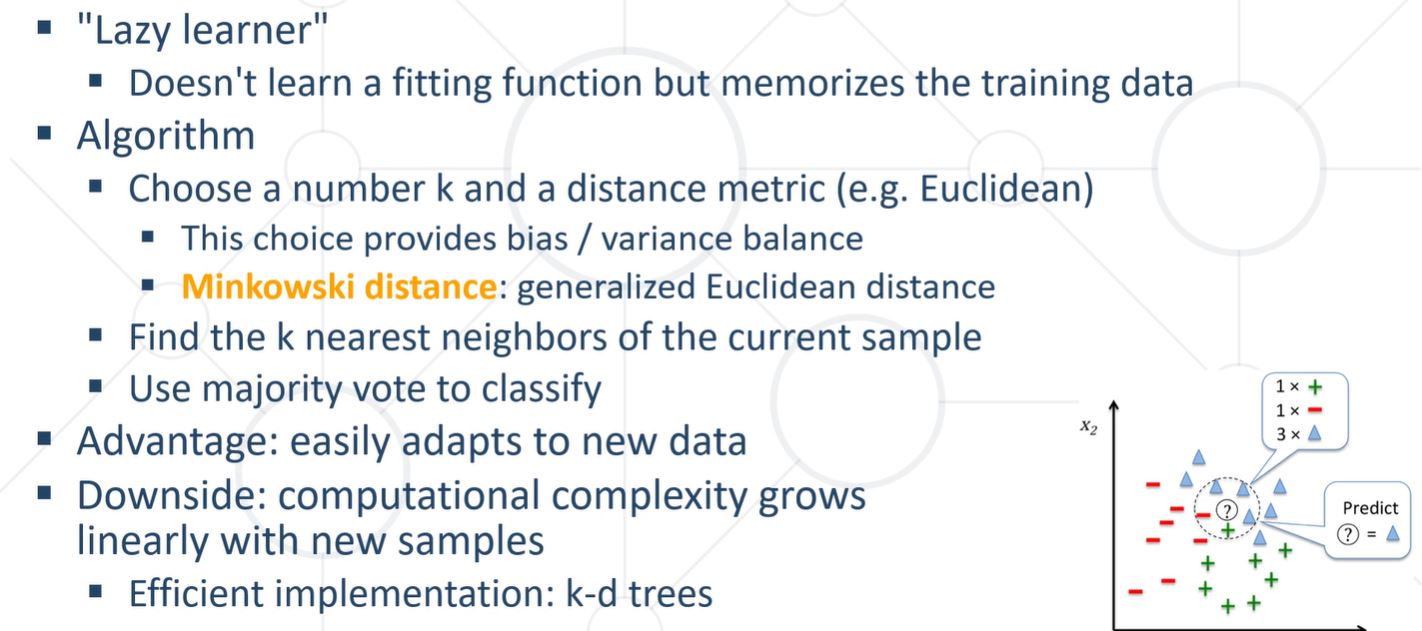 "Lazy learner"
Doesn't learn a fitting function but memorizes the training data
Algorithm
Choose a number k and a distance metric (e.g. Euclidean)
This choice provides bias / variance balance
Minkowski distance: generalized Euclidean distance
Find the k nearest neighbors of the current sample
Use majority vote to classify
Advantage: easily adapts to new data
Downside: computational complexity grows
linearly with new samples
Efficient implementation: k-d trees
x₂
1 × +
1 × −
3 × ▲
?
Predict
? = ▲